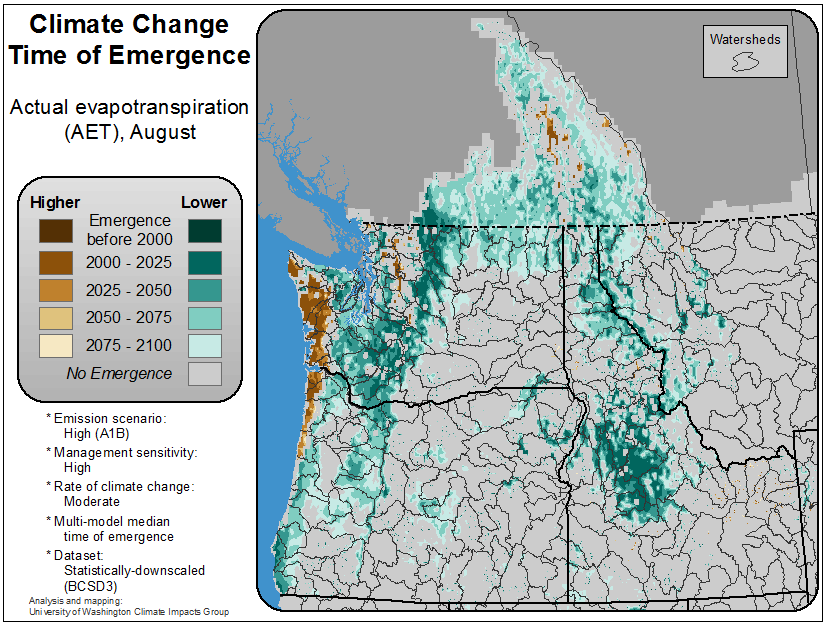 Climate Change
Time of Emergence
Actual evapotranspiration
(AET), August
Higher
Lower
Emergence
before 2000
2000 - 2025
2025 - 2050
2050 - 2075
2075 - 2100
No Emergence
* Emission scenario:
High (A1B)
* Management sensitivity:
High
* Rate of climate change:
Moderate
* Multi-model median
time of emergence
* Dataset:
Statistically-downscaled
(BCSD3)
Analysis and mapping:
University of Washington Climate Impacts Group
Watersheds